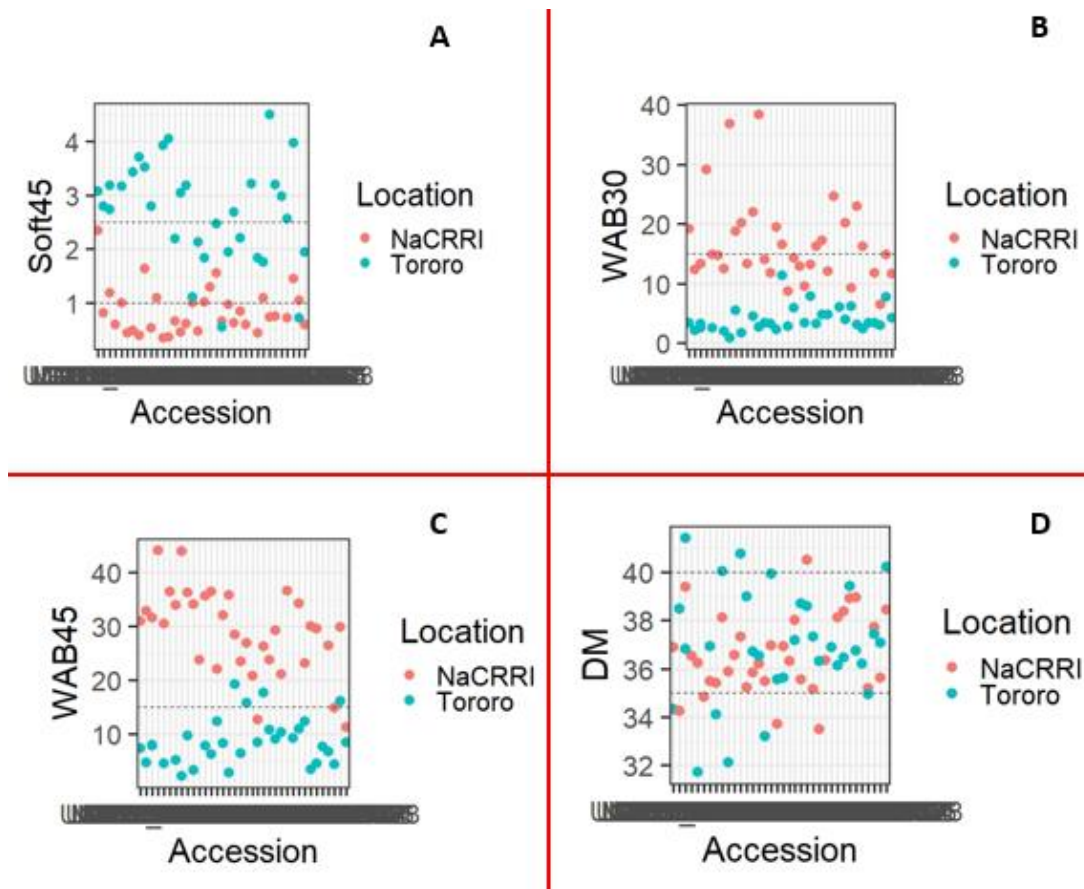 A
Soft45
4
3
2
1
Location
NaCRRI
Tororo
Accession
B
WAB30
40
30
20
10
0
Location
NaCRRI
Tororo
Accession
C
WAB45
40
30
20
10
Location
NaCRRI
Tororo
Accession
D
DM
40
38
36
34
32
Location
NaCRRI
Tororo
Accession